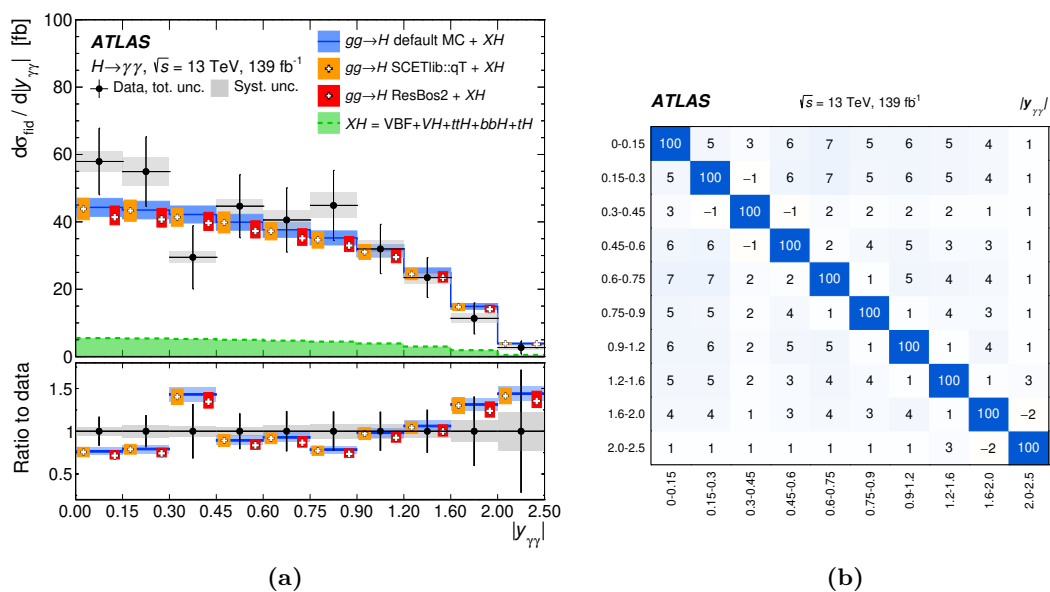 ATLAS
H→γγ, √s = 13 TeV, 139 fb⁻¹
Data, tot. unc. Syst. unc.
gg→H default MC + XH
gg→H SCETlib::qT + XH
gg→H ResBos2 + XH
XH = VBF+VH+ttH+bbH+tH
dσ_fid / d|y_γγ| [fb]
100
80
60
40
20
0
Ratio to data
1.5
1
0.5
0.00 0.15 0.30 0.45 0.60 0.75 0.90 1.20 1.60 2.00 2.50
|y_γγ|
(a)
ATLAS √s = 13 TeV, 139 fb⁻¹ |y_γγ|
0-0.15 100 5 3 6 7 5 6 5 4 1
0.15-0.3 5 100 −1 6 7 5 6 5 4 1
0.3-0.45 3 −1 100 −1 2 2 2 2 1 1
0.45-0.6 6 6 −1 100 2 4 5 3 3 1
0.6-0.75 7 7 2 2 100 1 5 4 4 1
0.75-0.9 5 5 2 4 1 100 1 4 3 1
0.9-1.2 6 6 2 5 5 1 100 1 4 1
1.2-1.6 5 5 2 3 4 4 1 100 1 3
1.6-2.0 4 4 1 3 4 3 4 1 100 −2
2.0-2.5 1 1 1 1 1 1 1 3 −2 100
0-0.15 0.15-0.3 0.3-0.45 0.45-0.6 0.6-0.75 0.75-0.9 0.9-1.2 1.2-1.6 1.6-2.0 2.0-2.5
(b)